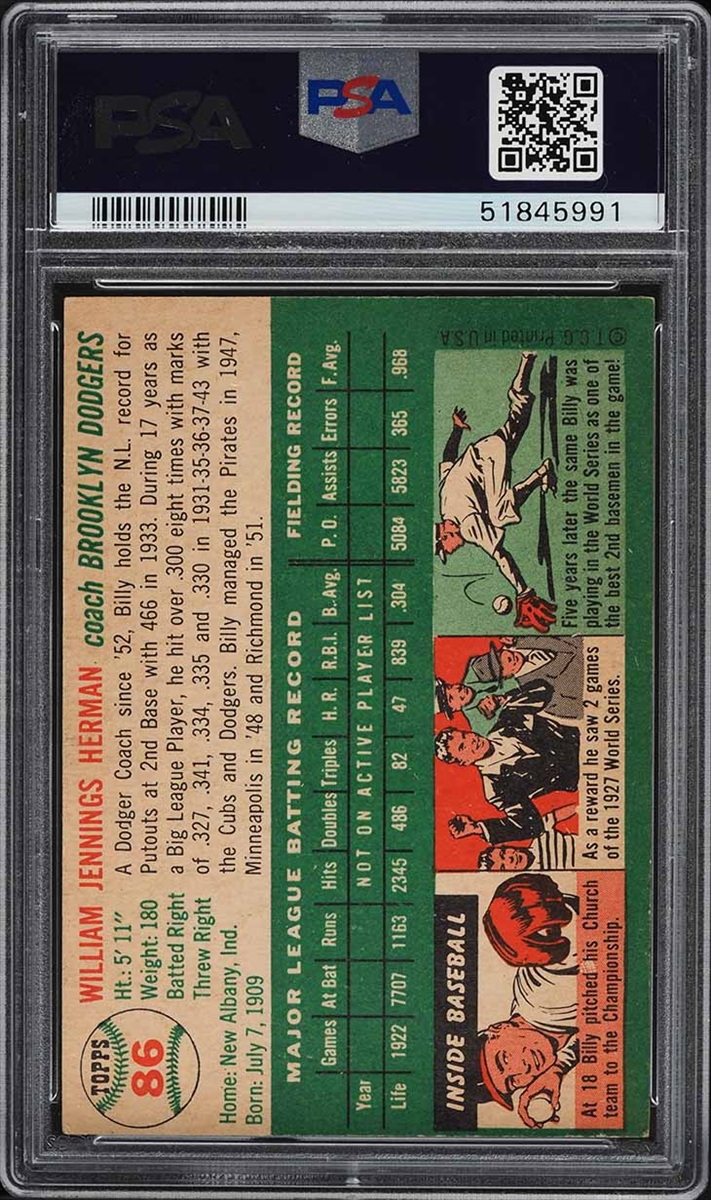 PSA
PSA
51845991
TOPPS
86
WILLIAM JENNINGS HERMAN coach BROOKLYN DODGERS
Ht.: 5' 11"
Weight: 180
Batted Right
Threw Right
Home: New Albany, Ind.
Born: July 7, 1909
A Dodger Coach since '52, Billy holds the N.L. record for
Putouts at 2nd Base with 466 in 1933. During 17 years as
a Big League Player, he hit over .300 eight times with marks
of .327, .341, .334, .335 and .330 in 1931-35-36-37-43 with
the Cubs and Dodgers. Billy managed the Pirates in 1947,
Minneapolis in '48 and Richmond in '51.
MAJOR LEAGUE BATTING RECORD FIELDING RECORD
Games At Bat Runs Hits Doubles Triples H.R. R.B.I. B.Avg. P.O. Assists Errors F.Avg.
Year NOT ON ACTIVE PLAYER LIST
Life 1922 7707 1163 2345 486 82 47 839 .304 5084 5823 365 .968
INSIDE BASEBALL
At 18 Billy pitched his Church
team to the Championship.
As a reward he saw 2 games
of the 1927 World Series.
Five years later the same Billy was
playing in the World Series as one of
the best 2nd basemen in the game!
© T.C.G. Printed in U.S.A.